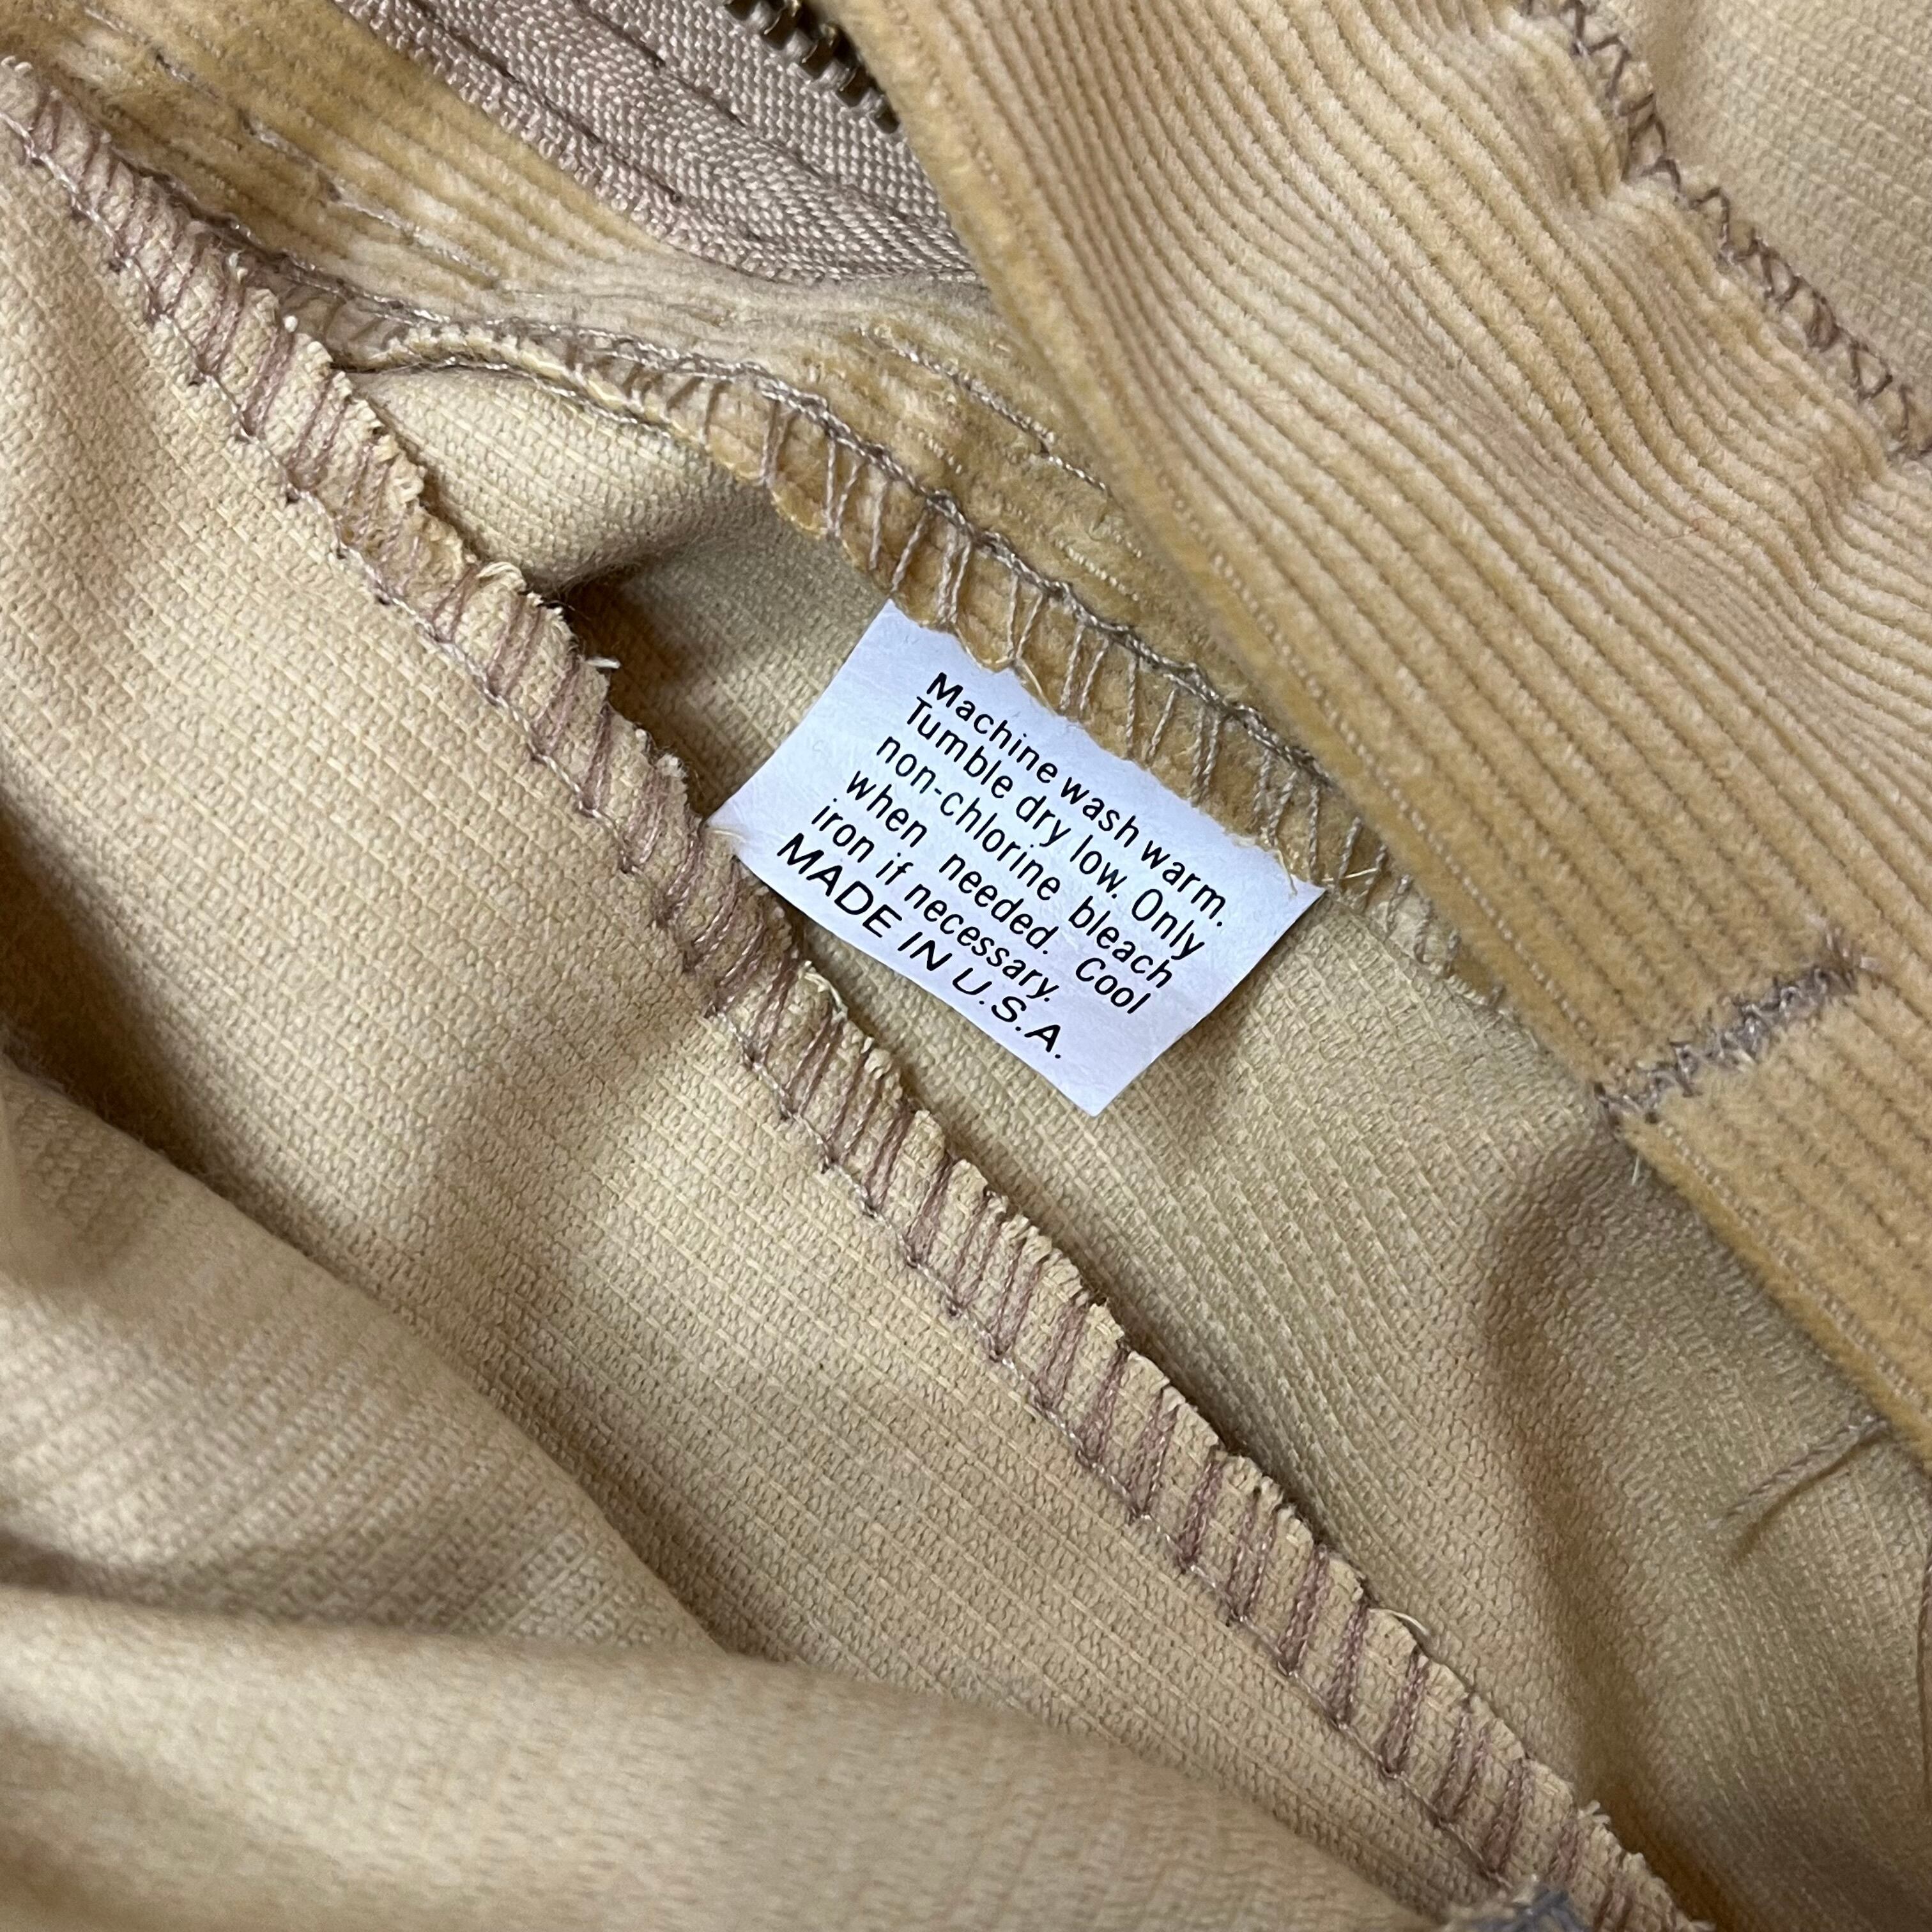 Machine wash warm.
Tumble dry low. Only
non-chlorine bleach
when needed. Cool
iron if necessary.
MADE IN U.S.A.